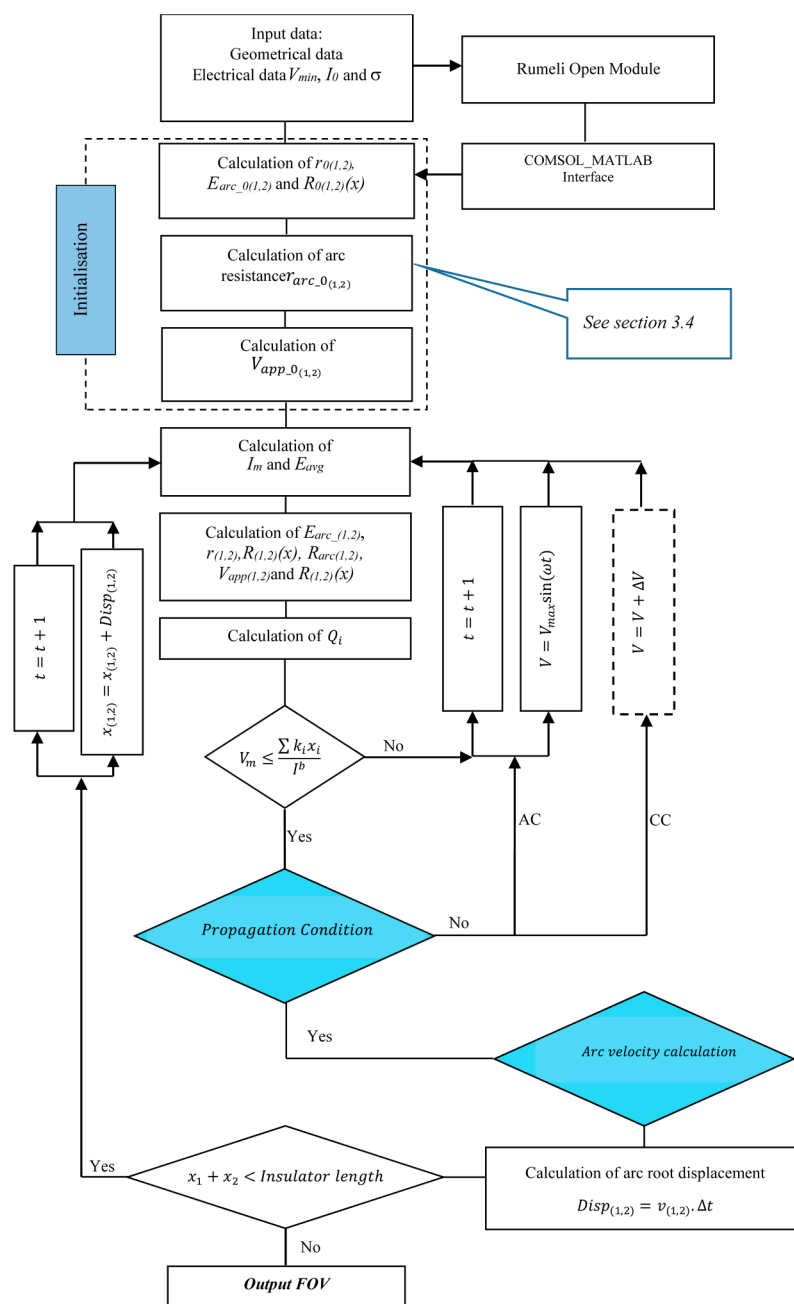 Input data:
Geometrical data
Electrical data V_min, I_0 and σ
Rumeli Open Module
Calculation of r_0(1,2),
E_arc_0(1,2) and R_0(1,2)(x)
COMSOL_MATLAB
Interface
Initialisation
Calculation of arc
resistance r_arc_0(1,2)
See section 3.4
Calculation of
V_app_0(1,2)
Calculation of
I_m and E_avg
Calculation of E_arc_(1,2),
r_(1,2), R_(1,2)(x), R_arc(1,2),
V_app(1,2) and R_(1,2)(x)
Calculation of Q_i
t = t + 1
x_(1,2) = x_(1,2) + Disp_(1,2)
t = t + 1
V = V_max sin(ωt)
V = V + ΔV
V_m ≤ ∑ k_i x_i / I^b
No
Yes
AC
CC
Propagation Condition
No
Yes
Arc velocity calculation
Calculation of arc root displacement
Disp_(1,2) = v_(1,2). Δt
x_1 + x_2 < Insulator length
Yes
No
Output FOV